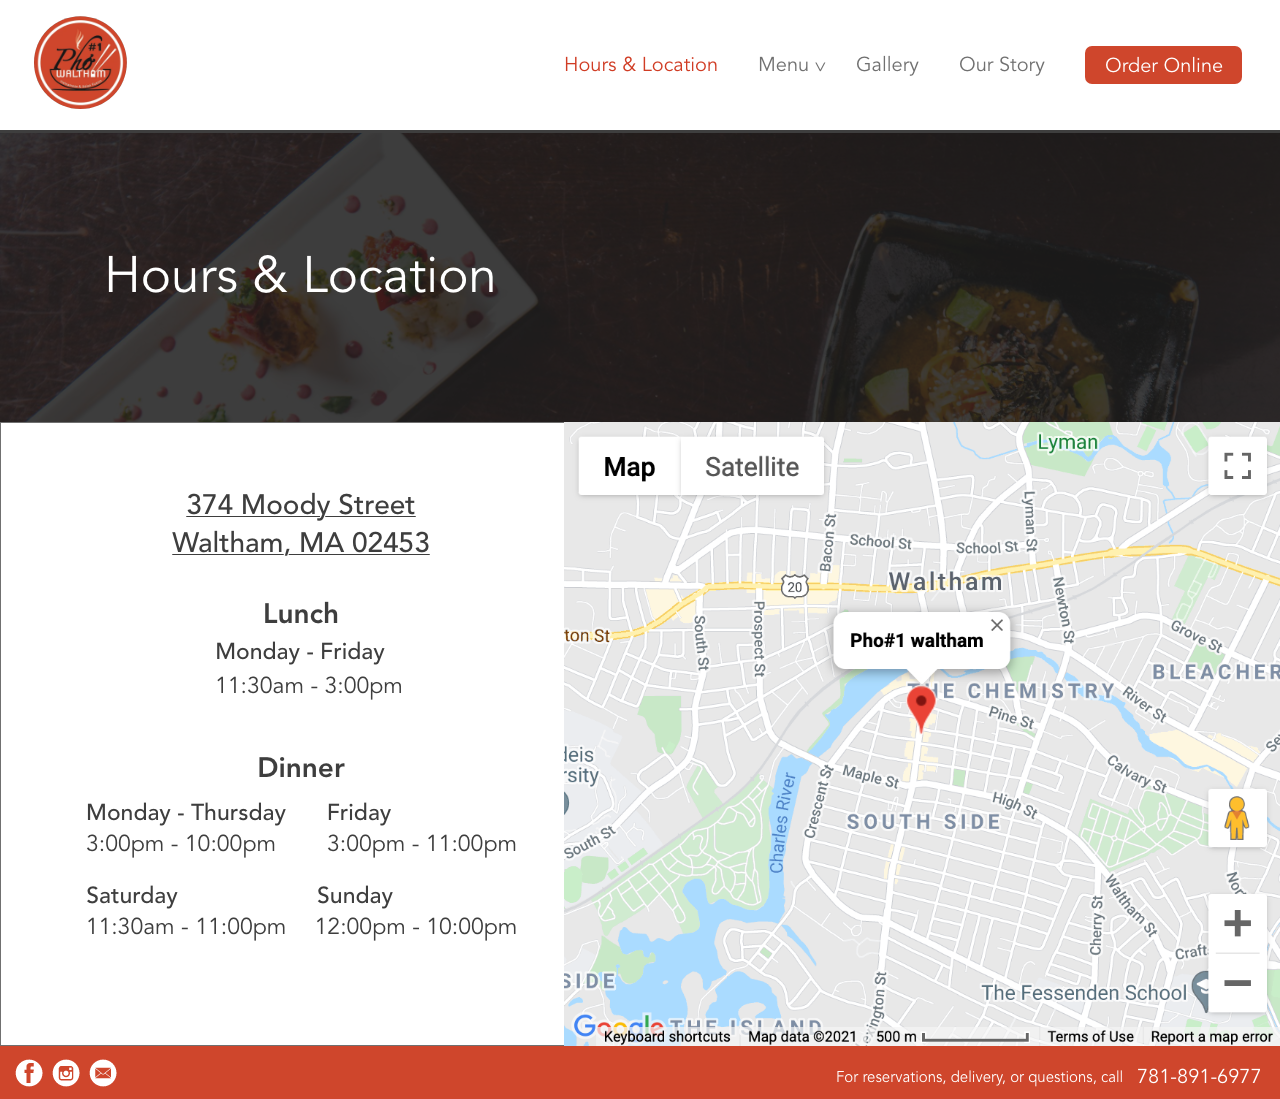 Phở #1
WALTHAM
Hours & Location
Menu v
Gallery
Our Story
Order Online
Hours & Location
374 Moody Street
Waltham, MA 02453
Lunch
Monday - Friday
11:30am - 3:00pm
Dinner
Monday - Thursday
3:00pm - 10:00pm
Friday
3:00pm - 11:00pm
Saturday
11:30am - 11:00pm
Sunday
12:00pm - 10:00pm
Map
Satellite
Lyman
Lyman St
Bacon St
School St
School St
Waltham
20
Newton St
Prospect St
South St
ton St
Grove St
Pho#1 waltham
BLEACHER
THE CHEMISTRY
River St
Pine St
Se
deis
rsity
Maple St
Calvary St
Charles River
Crescent St
High St
SOUTH SIDE
South St
Nor
Waltham St
Cherry St
Crafts
SIDE
The Fessenden School
ington St
THE ISLAND
Google
Keyboard shortcuts
Map data ©2021
500 m
Terms of Use
Report a map error
For reservations, delivery, or questions, call 781-891-6977